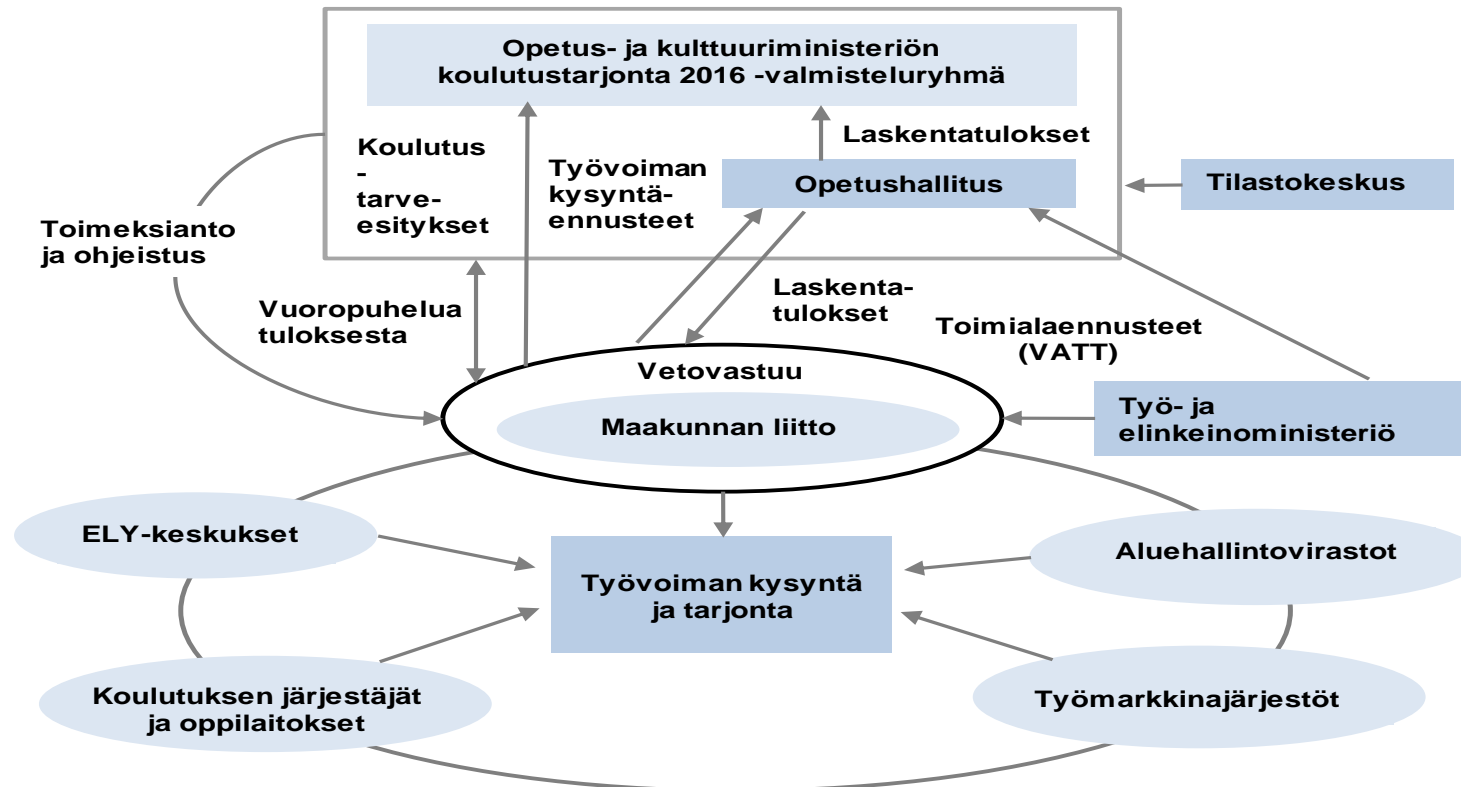 Opetus- ja kulttuuriministeriön
koulutustarjonta 2016 -valmisteluryhmä
Koulutus
-
tarve-
esitykset
Työvoiman
kysyntä-
ennusteet
Laskentatulokset
Opetushallitus
Tilastokeskus
Toimeksianto
ja ohjeistus
Vuoropuhelua
tuloksesta
Laskenta-
tulokset
Toimialaennusteet
(VATT)
Vetovastuu
Maakunnan liitto
Työ- ja
elinkeinoministeriö
ELY-keskukset
Työvoiman kysyntä
ja tarjonta
Aluehallintovirastot
Koulutuksen järjestäjät
ja oppilaitokset
Työmarkkinajärjestöt